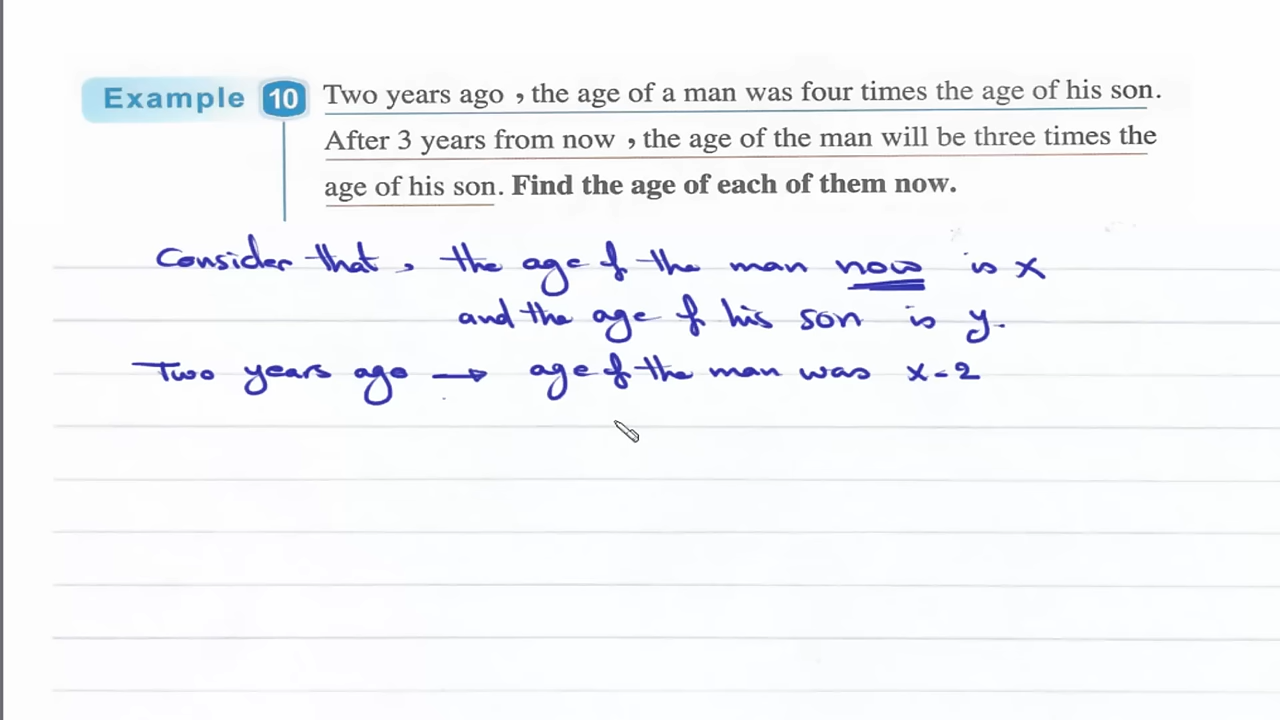 Example 10 Two years ago , the age of a man was four times the age of his son.
After 3 years from now , the age of the man will be three times the
age of his son. Find the age of each of them now.
Consider that , the age of the man now is x
and the age of his son is y.
Two years ago → age of the man was x-2